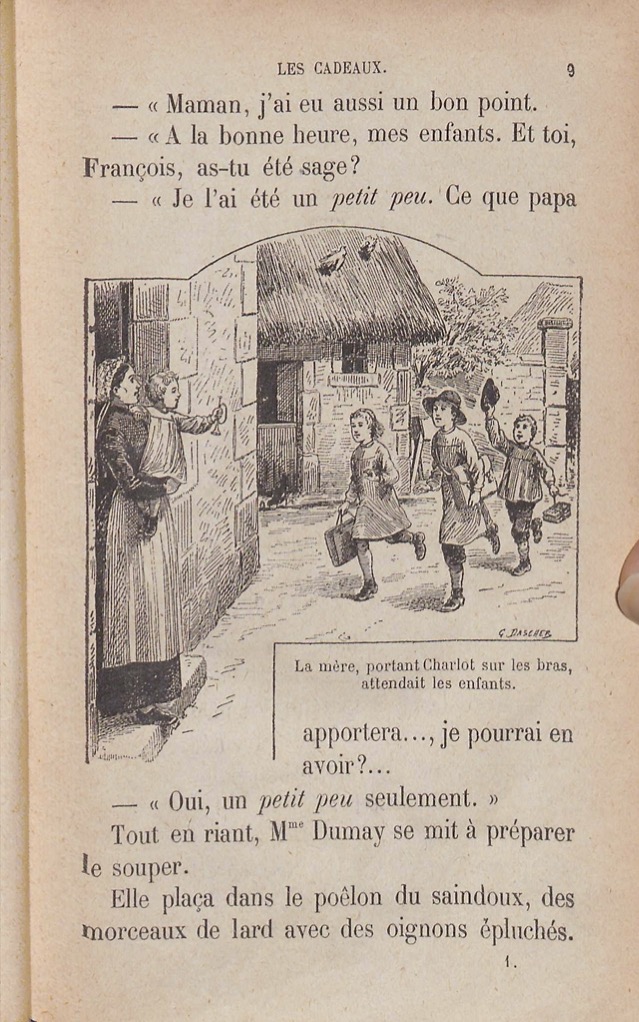 LES CADEAUX. 9
— « Maman, j'ai eu aussi un bon point.
— « A la bonne heure, mes enfants. Et toi,
François, as-tu été sage?
— « Je l'ai été un petit peu. Ce que papa
G. DASCHER
La mère, portant Charlot sur les bras,
attendait les enfants.
apportera..., je pourrai en
avoir?...
— « Oui, un petit peu seulement. »
Tout en riant, Mme Dumay se mit à préparer
le souper.
Elle plaça dans le poêlon du saindoux, des
morceaux de lard avec des oignons épluchés.
1.